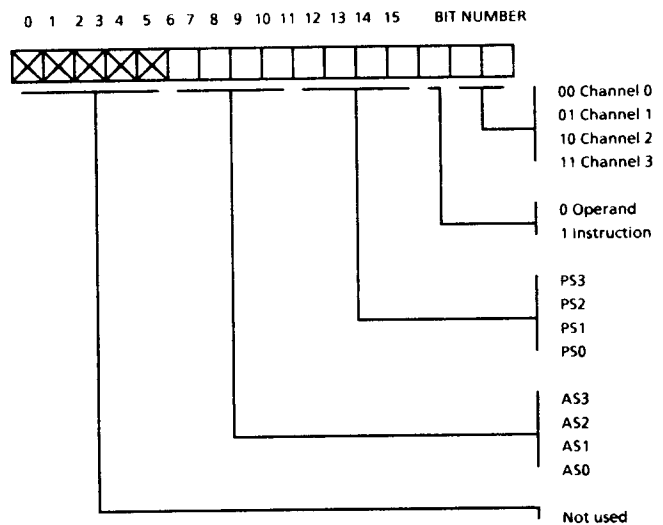 0 1 2 3 4 5 6 7 8 9 10 11 12 13 14 15 BIT NUMBER
00 Channel 0
01 Channel 1
10 Channel 2
11 Channel 3
0 Operand
1 Instruction
PS3
PS2
PS1
PS0
AS3
AS2
AS1
AS0
Not used